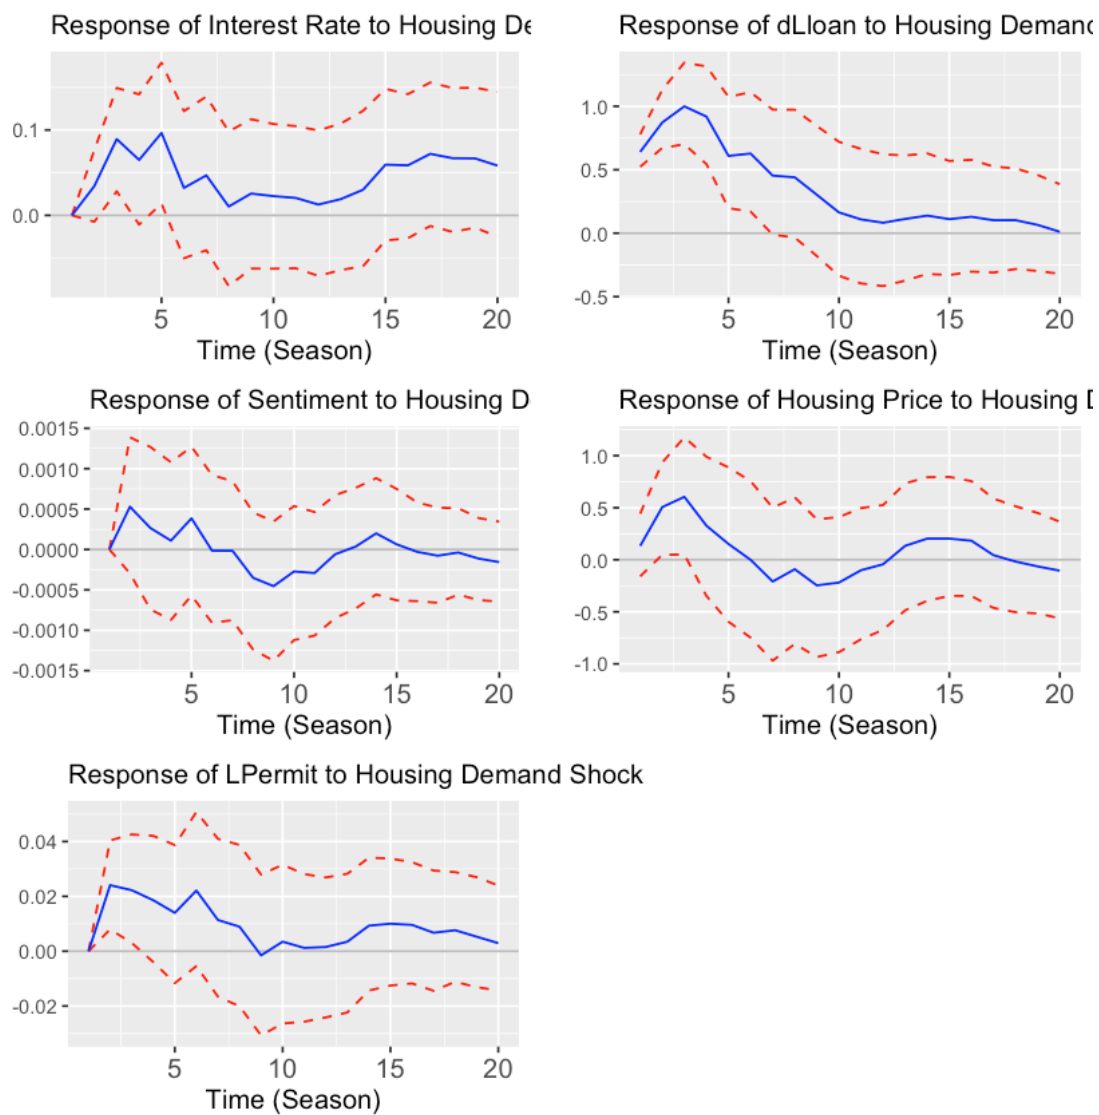 Response of Interest Rate to Housing De
0.1
0.0
5 10 15 20
Time (Season)
Response of dLloan to Housing Demand
1.0
0.5
0.0
-0.5
5 10 15 20
Time (Season)
Response of Sentiment to Housing D
0.0015
0.0010
0.0005
0.0000
-0.0005
-0.0010
-0.0015
5 10 15 20
Time (Season)
Response of Housing Price to Housing D
1.0
0.5
0.0
-0.5
-1.0
5 10 15 20
Time (Season)
Response of LPermit to Housing Demand Shock
0.04
0.02
0.00
-0.02
5 10 15 20
Time (Season)